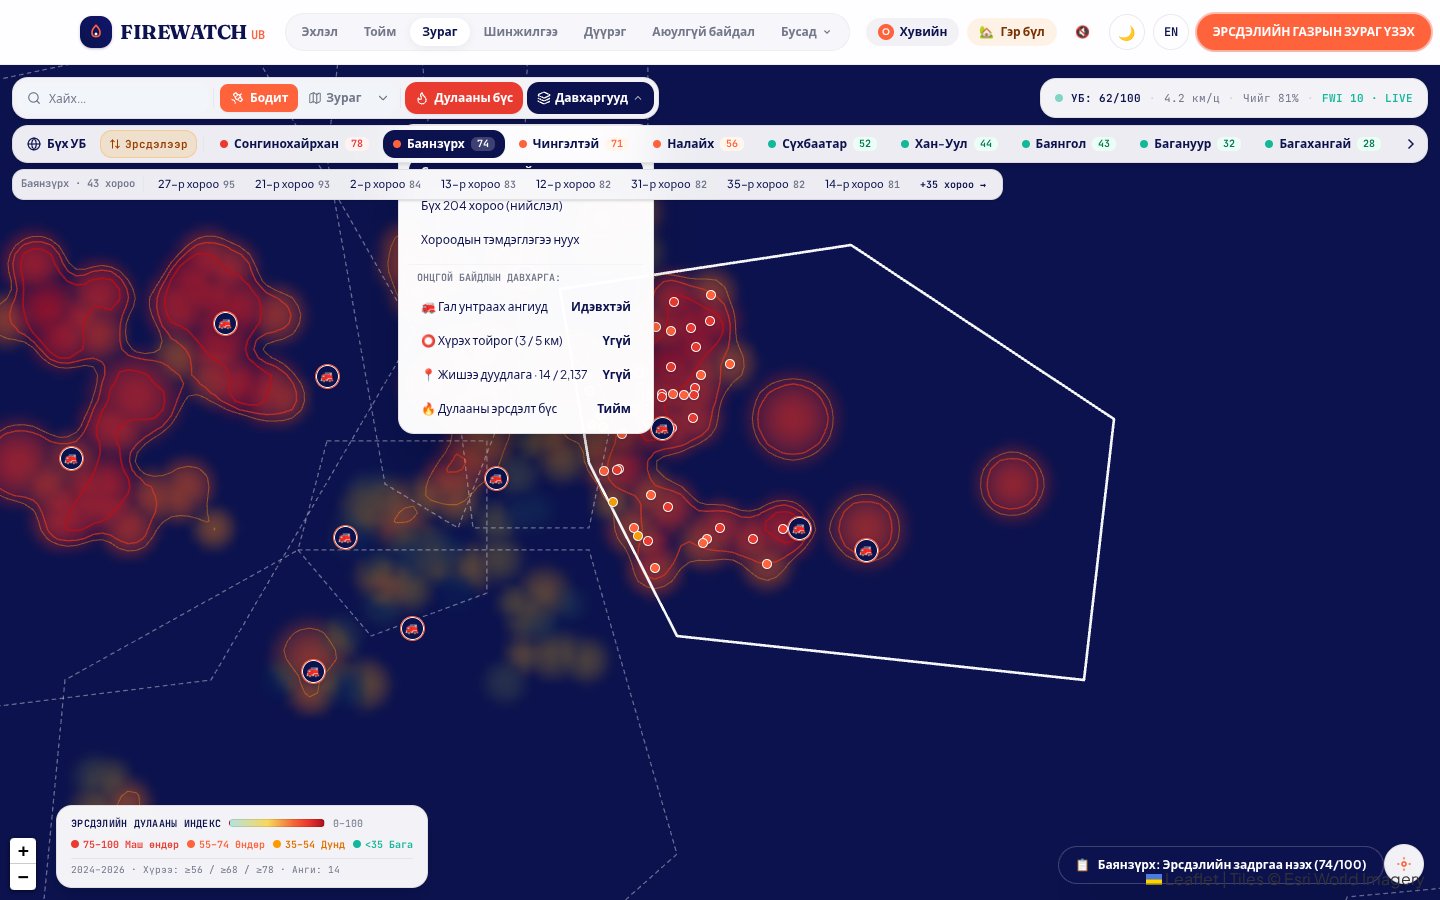 FIREWATCH UB
Эхлэл Тойм Зураг Шинжилгээ Дүүрэг Аюулгүй байдал Бусад
Хувийн Гэр бүл EN ЭРСДЭЛИЙН ГАЗРЫН ЗУРАГ ҮЗЭХ
Хайх... Бодит Зураг Дулааны бүс Давхаргууд
УБ: 62/100 · 4.2 км/ц · Чийг 81% · FWI 10 · LIVE
Бүх УБ Эрсдэлээр Сонгинохайрхан 78 Баянзүрх 74 Чингэлтэй 71 Налайх 56 Сүхбаатар 52 Хан-Уул 44 Баянгол 43 Багануур 32 Багахангай 28
Баянзүрх · 43 хороо 27-р хороо 95 21-р хороо 93 2-р хороо 84 13-р хороо 83 12-р хороо 82 31-р хороо 82 35-р хороо 82 14-р хороо 81 +35 хороо →
Бүх 204 хороо (нийслэл)
Хороодын тэмдэглэгээ нуух
ОНЦГОЙ БАЙДЛЫН ДАВХАРГА:
Гал унтраах ангиуд Идэвхтэй
Хүрэх тойрог (3 / 5 км) Үгүй
Жишээ дуудлага · 14 / 2,137 Үгүй
Дулааны эрсдэлт бүс Тийм
ЭРСДЭЛИЙН ДУЛААНЫ ИНДЕКС 0–100
75–100 Маш өндөр 55–74 Өндөр 35–54 Дунд <35 Бага
2024–2026 · Хүрээ: ≥56 / ≥68 / ≥78 · Анги: 14
+
−
Баянзүрх: Эрсдэлийн задргаа нээх (74/100)
Leaflet | Tiles © Esri World Imagery